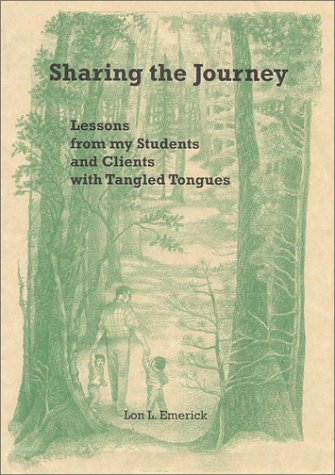 Sharing the Journey
Lessons
from my Students
and Clients
with Tangled Tongues
Lon L. Emerick